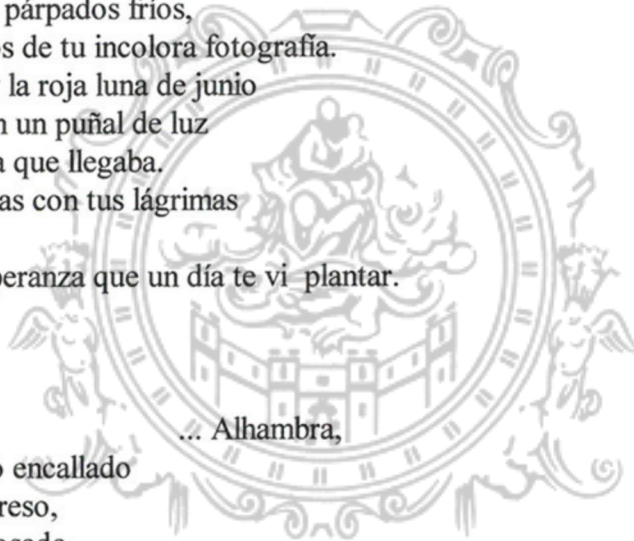 párpados fríos,
de tu incolora fotografía.
la roja luna de junio
un puñal de luz
que llegaba.
con tus lágrimas
que un día te vi plantar.
... Alhambra,
encallado